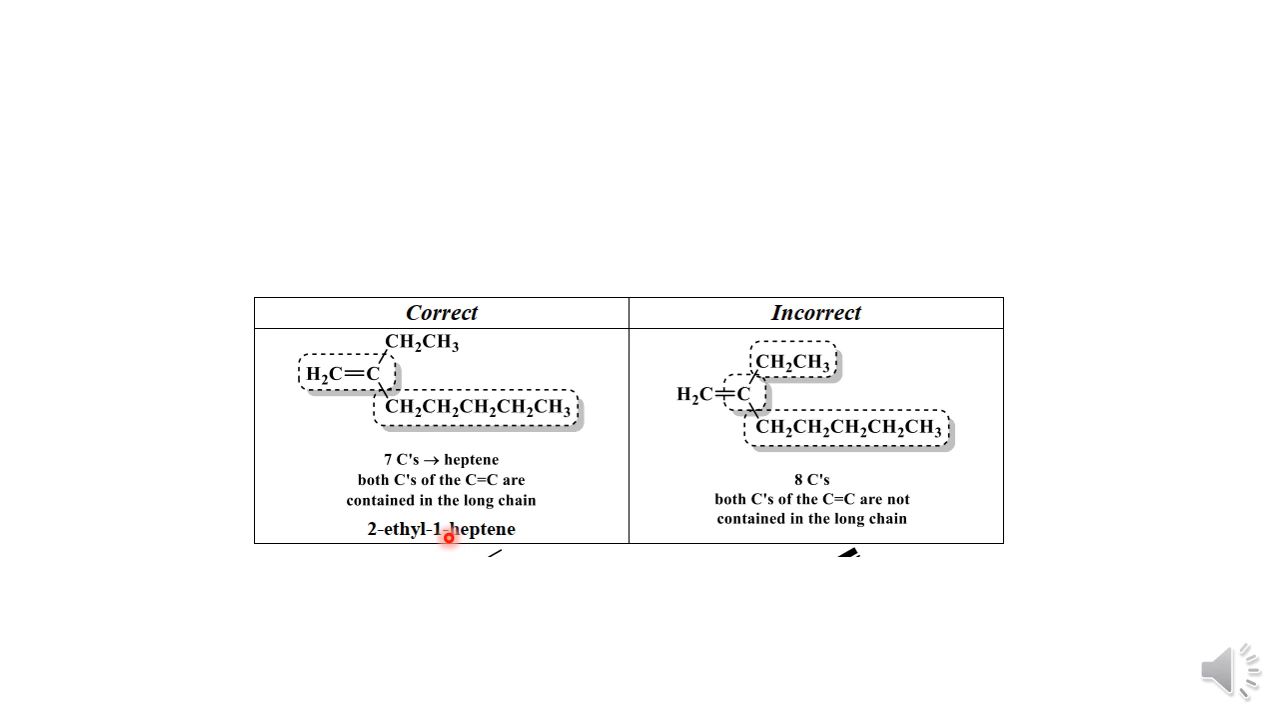 Correct
CH₂CH₃
H₂C=C
CH₂CH₂CH₂CH₂CH₃
7 C's → heptene
both C's of the C=C are
contained in the long chain
2-ethyl-1-heptene
Incorrect
CH₂CH₃
H₂C=C
CH₂CH₂CH₂CH₂CH₃
8 C's
both C's of the C=C are not
contained in the long chain